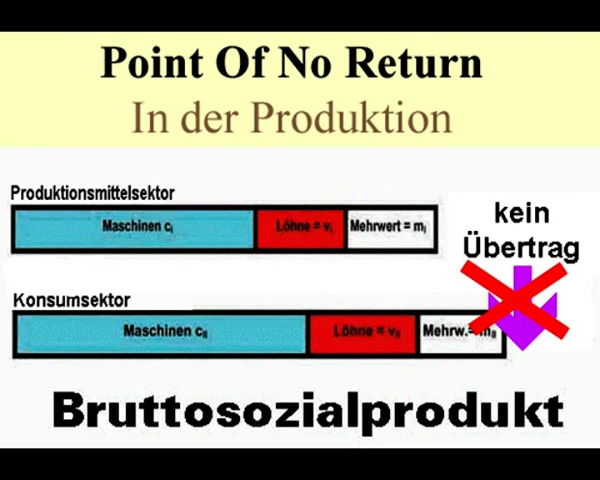 Point Of No Return
In der Produktion
Produktionsmittelsektor
Maschinen cI
Löhne = vI
Mehrwert = mI
kein
Übertrag
Konsumsektor
Maschinen cII
Löhne = vII
Mehrw.= mII
Bruttosozialprodukt